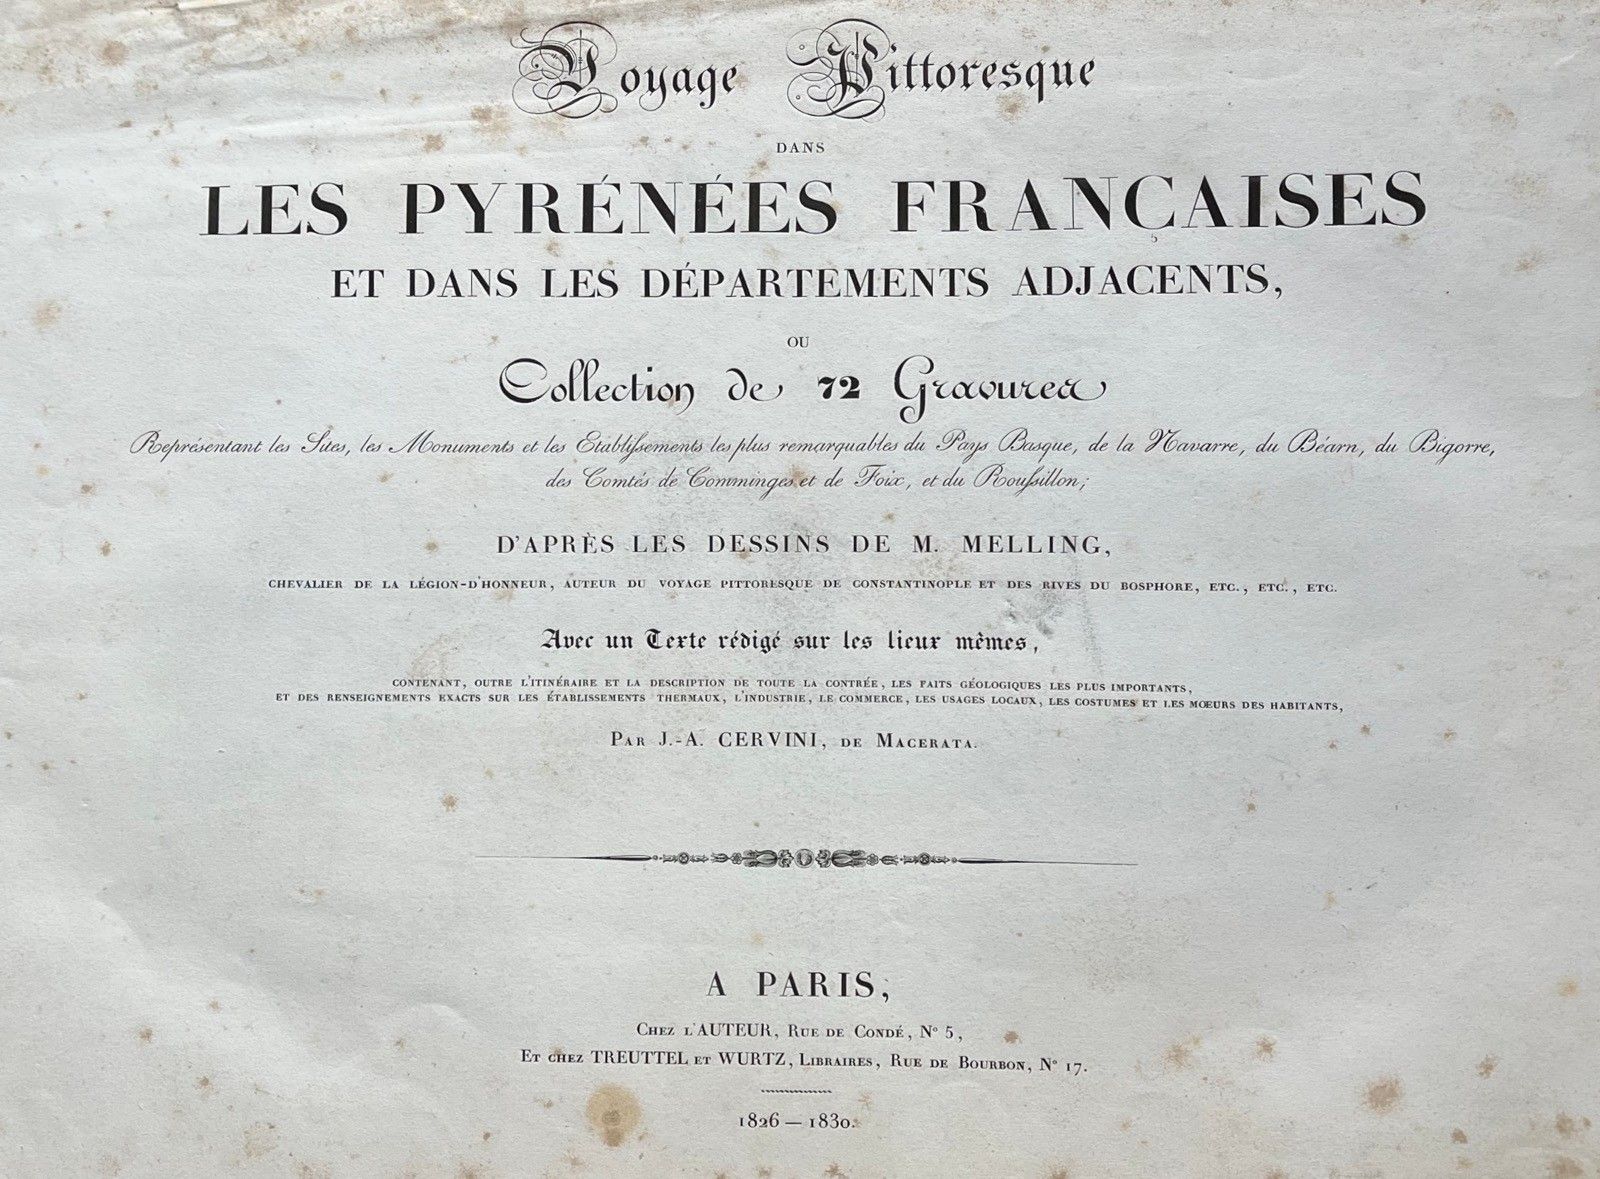 Voyage Pittoresque
DANS
LES PYRÉNÉES FRANÇAISES
ET DANS LES DÉPARTEMENTS ADJACENTS,
OU
Collection de 72 Gravures
Représentant les Sites, les Monuments et les Etablissements les plus remarquables du Pays Basque, de la Navarre, du Béarn, du Bigorre,
des Comtés de Comminges et de Foix, et du Roussillon;
D'APRÈS LES DESSINS DE M. MELLING,
CHEVALIER DE LA LÉGION-D'HONNEUR, AUTEUR DU VOYAGE PITTORESQUE DE CONSTANTINOPLE ET DES RIVES DU BOSPHORE, ETC., ETC., ETC.
Avec un Texte rédigé sur les lieux mêmes,
CONTENANT, OUTRE L'ITINÉRAIRE ET LA DESCRIPTION DE TOUTE LA CONTRÉE, LES FAITS GÉOLOGIQUES LES PLUS IMPORTANTS,
ET DES RENSEIGNEMENTS EXACTS SUR LES ÉTABLISSEMENTS THERMAUX, L'INDUSTRIE, LE COMMERCE, LES USAGES LOCAUX, LES COSTUMES ET LES MŒURS DES HABITANTS,
PAR J.-A. CERVINI, DE MACERATA.
A PARIS,
CHEZ L'AUTEUR, RUE DE CONDÉ, N° 5,
ET CHEZ TREUTTEL ET WURTZ, LIBRAIRES, RUE DE BOURBON, N° 17.
1826 — 1830.